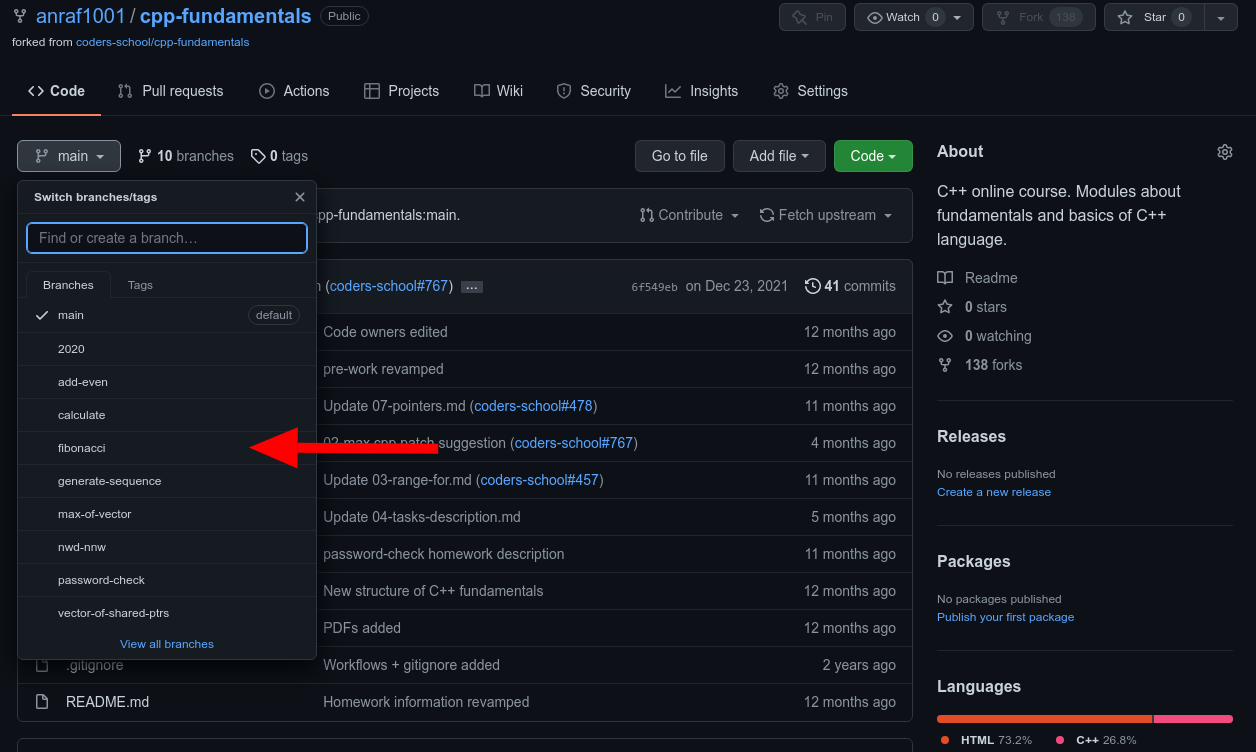 anraf1001 / cpp-fundamentals Public
Pin
Watch 0
Fork 138
Star 0
forked from coders-school/cpp-fundamentals
Code
Pull requests
Actions
Projects
Wiki
Security
Insights
Settings
main
10 branches
0 tags
Go to file
Add file
Code
Switch branches/tags
Find or create a branch…
Branches
Tags
main default
2020
add-even
calculate
fibonacci
generate-sequence
max-of-vector
nwd-nnw
password-check
vector-of-shared-ptrs
View all branches
pp-fundamentals:main.
Contribute
Fetch upstream
(coders-school#767) ... 6f549eb on Dec 23, 2021 41 commits
Code owners edited 12 months ago
pre-work revamped 12 months ago
Update 07-pointers.md (coders-school#478) 11 months ago
02-max.cpp patch suggestion (coders-school#767) 4 months ago
Update 03-range-for.md (coders-school#457) 11 months ago
Update 04-tasks-description.md 5 months ago
password-check homework description 11 months ago
New structure of C++ fundamentals 12 months ago
PDFs added 12 months ago
.gitignore Workflows + gitignore added 2 years ago
README.md Homework information revamped 12 months ago
About
C++ online course. Modules about
fundamentals and basics of C++
language.
Readme
0 stars
0 watching
138 forks
Releases
No releases published
Create a new release
Packages
No packages published
Publish your first package
Languages
HTML 73.2% C++ 26.8%